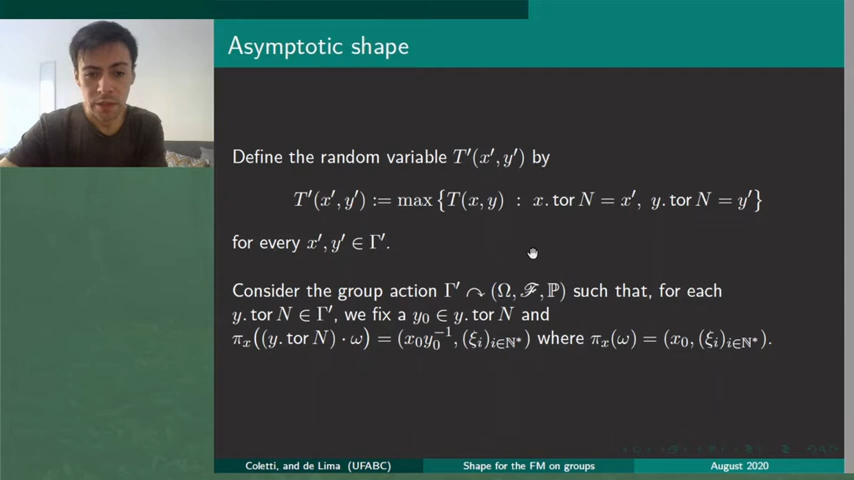 Asymptotic shape
Define the random variable T′(x′, y′) by
T′(x′, y′) := max {T(x, y) : x. tor N = x′, y. tor N = y′}
for every x′, y′ ∈ Γ′.
Consider the group action Γ′ ↷ (Ω, ℱ, ℙ) such that, for each
y. tor N ∈ Γ′, we fix a y₀ ∈ y. tor N and
πₓ((y. tor N) · ω) = (x₀y₀⁻¹, (ξᵢ)ᵢ∈ℕ*) where πₓ(ω) = (x₀, (ξᵢ)ᵢ∈ℕ*).
Coletti, and de Lima (UFABC) Shape for the FM on groups August 2020